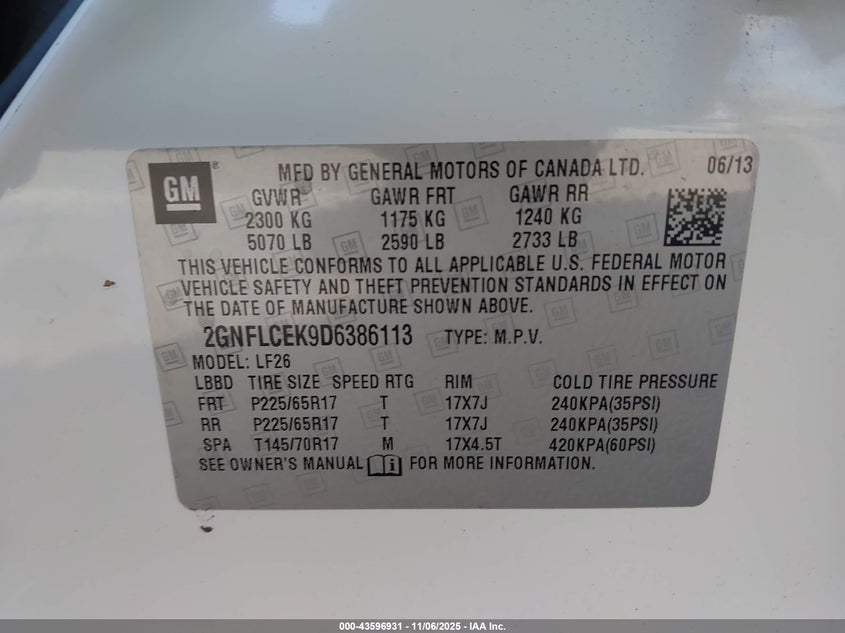 GM
MFD BY GENERAL MOTORS OF CANADA LTD. 06/13
GVWR GAWR FRT GAWR RR
2300 KG 1175 KG 1240 KG
5070 LB 2590 LB 2733 LB
THIS VEHICLE CONFORMS TO ALL APPLICABLE U.S. FEDERAL MOTOR
VEHICLE SAFETY AND THEFT PREVENTION STANDARDS IN EFFECT ON
THE DATE OF MANUFACTURE SHOWN ABOVE.
2GNFLCEK9D6386113 TYPE: M.P.V.
MODEL: LF26
LBBD TIRE SIZE SPEED RTG RIM COLD TIRE PRESSURE
FRT P225/65R17 T 17X7J 240KPA(35PSI)
RR P225/65R17 T 17X7J 240KPA(35PSI)
SPA T145/70R17 M 17X4.5T 420KPA(60PSI)
SEE OWNER'S MANUAL i FOR MORE INFORMATION.
000-43596931 - 11/06/2025 - IAA Inc.